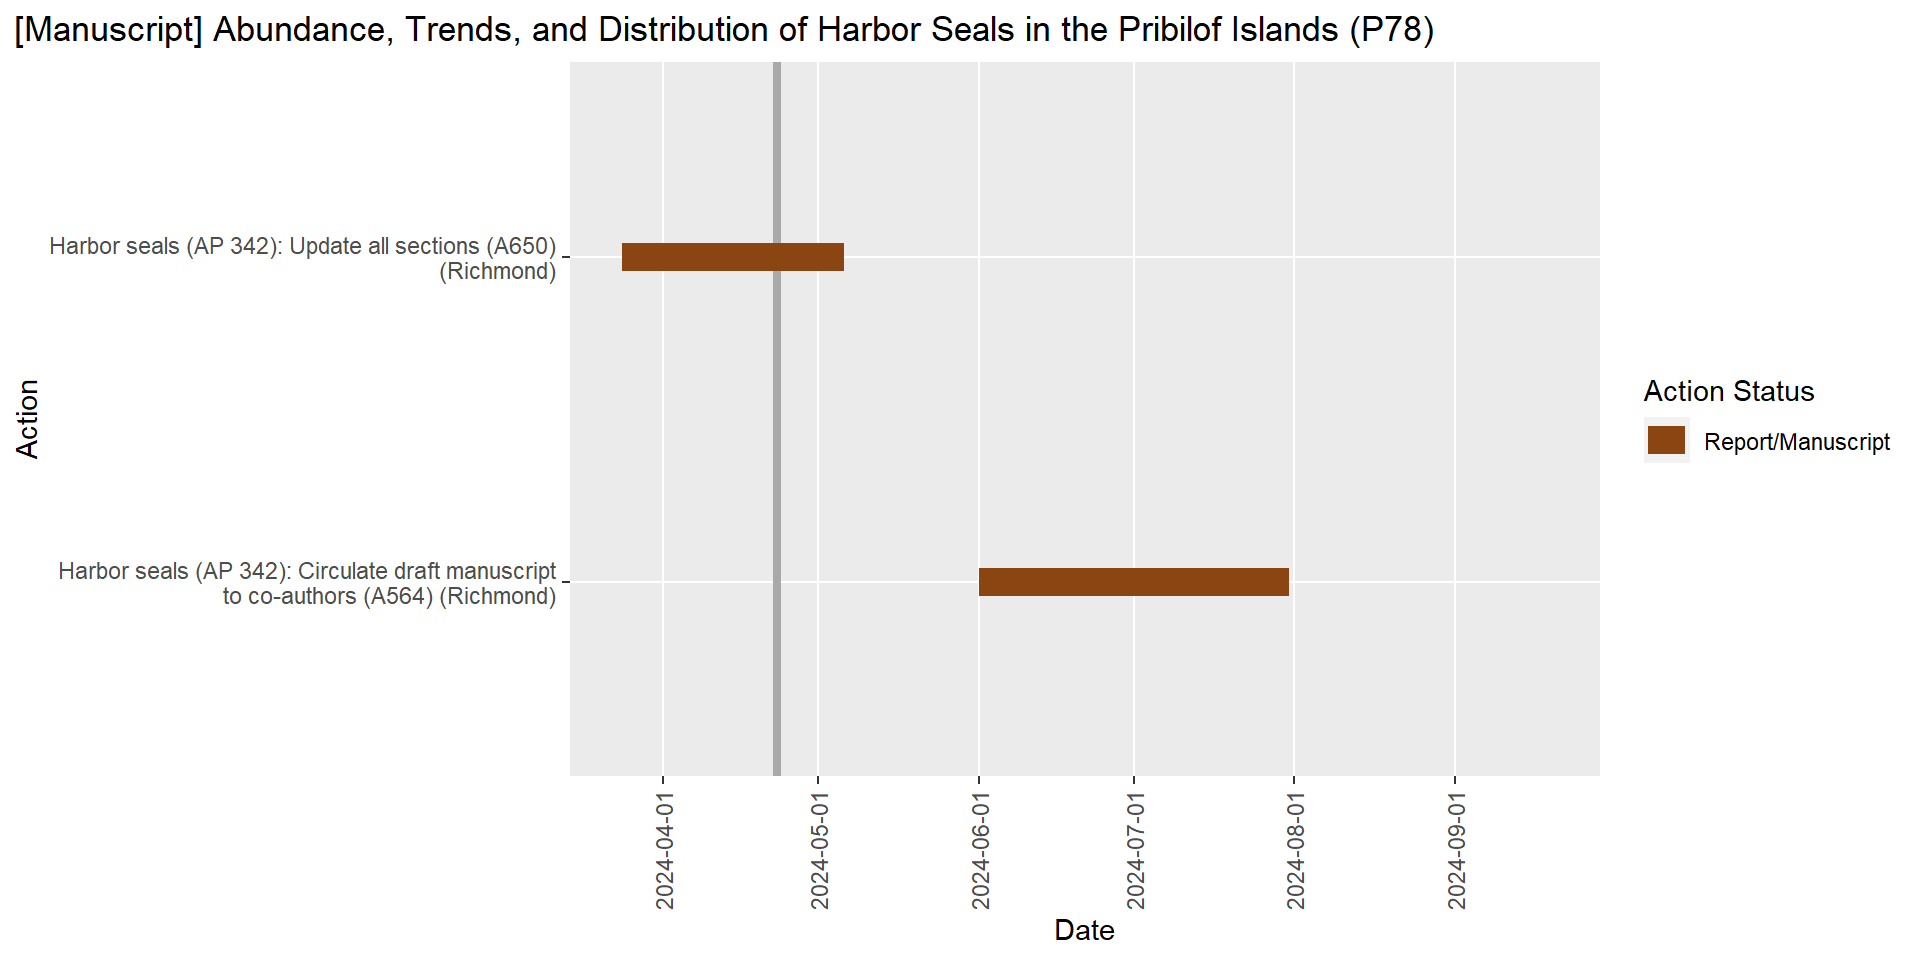 [Manuscript] Abundance, Trends, and Distribution of Harbor Seals in the Pribilof Islands (P78)
Action
Harbor seals (AP 342): Update all sections (A650)
(Richmond)
Harbor seals (AP 342): Circulate draft manuscript
to co-authors (A564) (Richmond)
2024-04-01
2024-05-01
2024-06-01
2024-07-01
2024-08-01
2024-09-01
Date
Action Status
Report/Manuscript